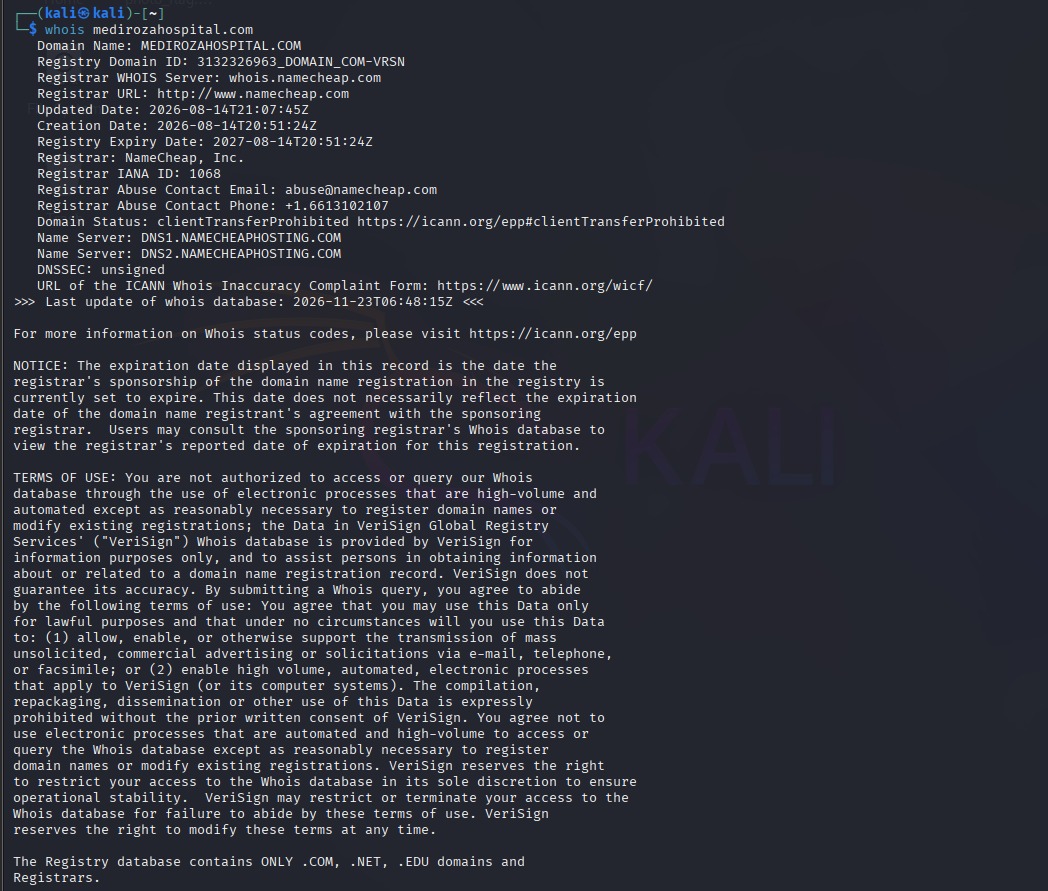 (kali㉿kali)-[~]
$ whois medirozahospital.com
Domain Name: MEDIROZAHOSPITAL.COM
Registry Domain ID: 3132326963_DOMAIN_COM-VRSN
Registrar WHOIS Server: whois.namecheap.com
Registrar URL: http://www.namecheap.com
Updated Date: 2026-08-14T21:07:45Z
Creation Date: 2026-08-14T20:51:24Z
Registry Expiry Date: 2027-08-14T20:51:24Z
Registrar: NameCheap, Inc.
Registrar IANA ID: 1068
Registrar Abuse Contact Email: abuse@namecheap.com
Registrar Abuse Contact Phone: +1.6613102107
Domain Status: clientTransferProhibited https://icann.org/epp#clientTransferProhibited
Name Server: DNS1.NAMECHEAPHOSTING.COM
Name Server: DNS2.NAMECHEAPHOSTING.COM
DNSSEC: unsigned
URL of the ICANN Whois Inaccuracy Complaint Form: https://www.icann.org/wicf/
>>> Last update of whois database: 2026-11-23T06:48:15Z <<<
For more information on Whois status codes, please visit https://icann.org/epp
NOTICE: The expiration date displayed in this record is the date the
registrar's sponsorship of the domain name registration in the registry is
currently set to expire. This date does not necessarily reflect the expiration
date of the domain name registrant's agreement with the sponsoring
registrar.  Users may consult the sponsoring registrar's Whois database to
view the registrar's reported date of expiration for this registration.
TERMS OF USE: You are not authorized to access or query our Whois
database through the use of electronic processes that are high-volume and
automated except as reasonably necessary to register domain names or
modify existing registrations; the Data in VeriSign Global Registry
Services' ("VeriSign") Whois database is provided by VeriSign for
information purposes only, and to assist persons in obtaining information
about or related to a domain name registration record. VeriSign does not
guarantee its accuracy. By submitting a Whois query, you agree to abide
by the following terms of use: You agree that you may use this Data only
for lawful purposes and that under no circumstances will you use this Data
to: (1) allow, enable, or otherwise support the transmission of mass
unsolicited, commercial advertising or solicitations via e-mail, telephone,
or facsimile; or (2) enable high volume, automated, electronic processes
that apply to VeriSign (or its computer systems). The compilation,
repackaging, dissemination or other use of this Data is expressly
prohibited without the prior written consent of VeriSign. You agree not to
use electronic processes that are automated and high-volume to access or
query the Whois database except as reasonably necessary to register
domain names or modify existing registrations. VeriSign reserves the right
to restrict your access to the Whois database in its sole discretion to ensure
operational stability.  VeriSign may restrict or terminate your access to the
Whois database for failure to abide by these terms of use. VeriSign
reserves the right to modify these terms at any time.
The Registry database contains ONLY .COM, .NET, .EDU domains and
Registrars.
KALI